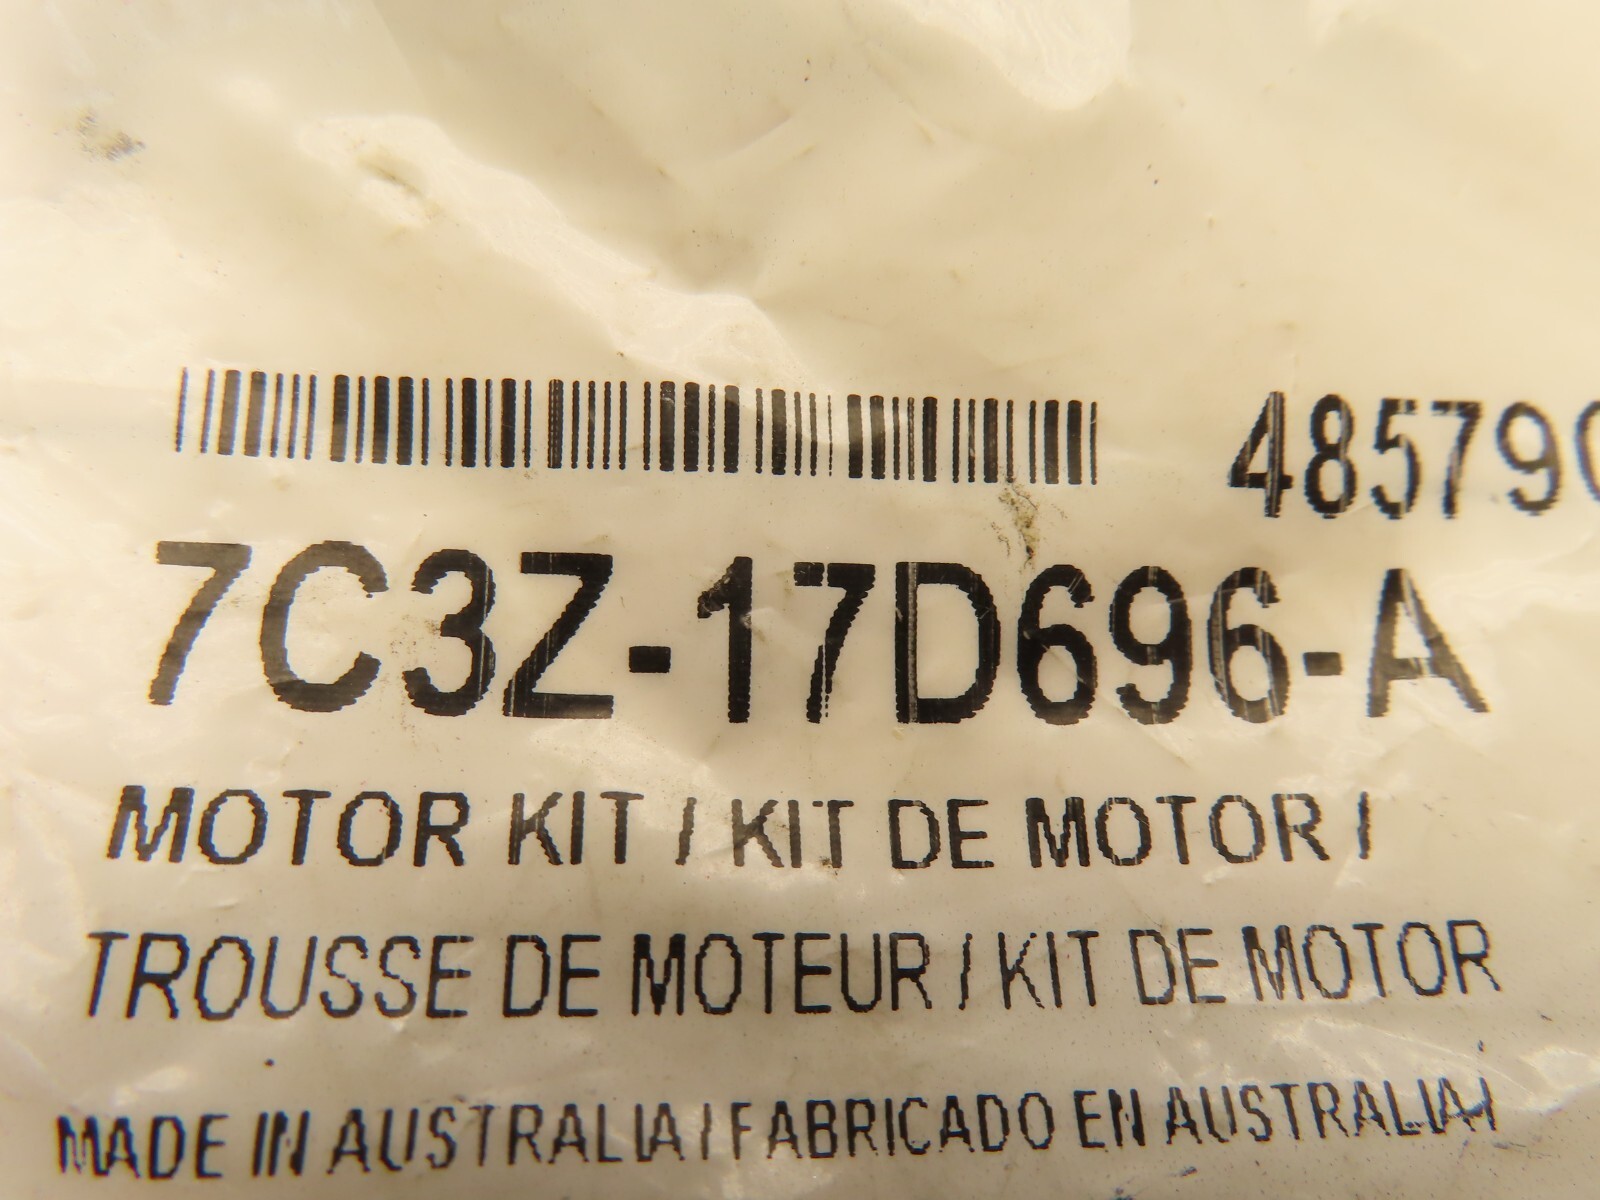 48579
7C3Z-17D696-A
MOTOR KIT / KIT DE MOTOR /
TROUSSE DE MOTEUR / KIT DE MOTOR
MADE IN AUSTRALIA / FABRICADO EN AUSTRALIA /